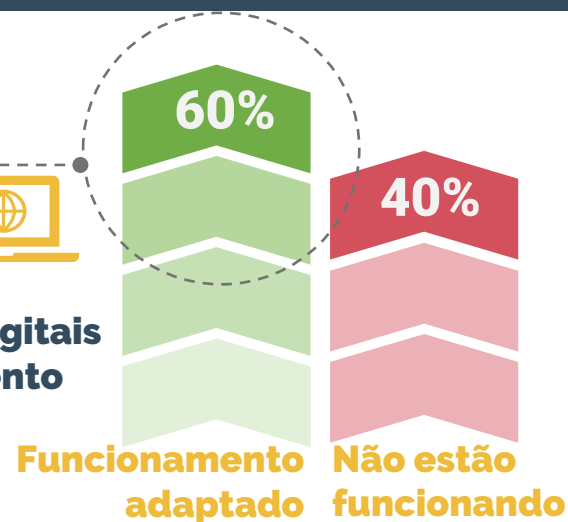 60%
40%
gitais
nto
Funcionamento
adaptado
Não estão
funcionando